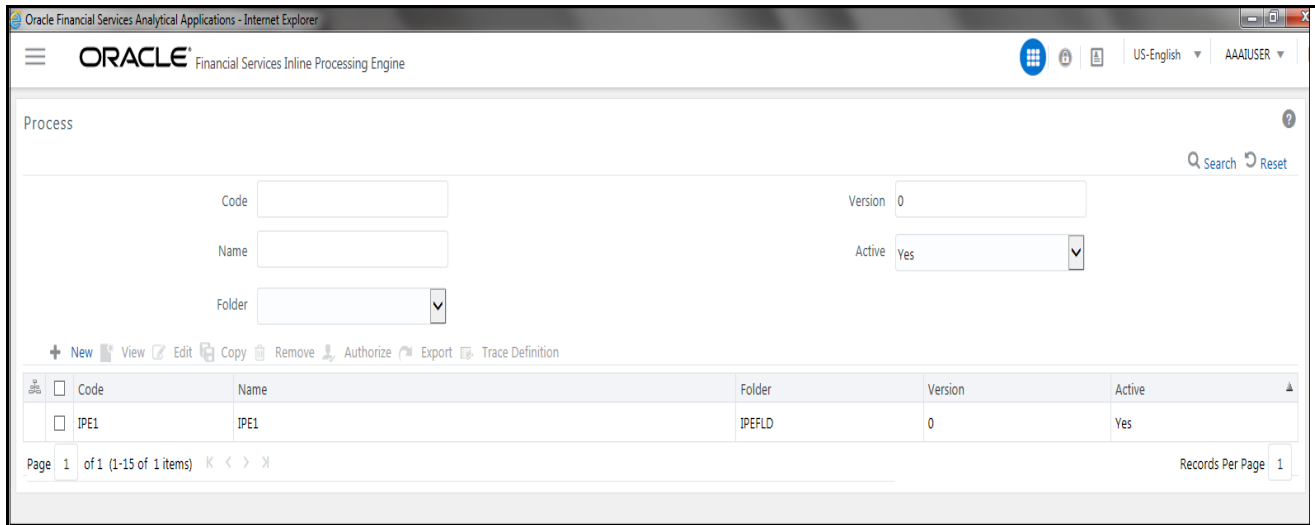 Oracle Financial Services Analytical Applications - Internet Explorer
ORACLE® Financial Services Inline Processing Engine
US-English AAAIUSER
Process
Search Reset
Code Version 0
Name Active Yes
Folder
New View Edit Copy Remove Authorize Export Trace Definition
Code Name Folder Version Active
IPE1 IPE1 IPEFLD 0 Yes
Page 1 of 1 (1-15 of 1 items) Records Per Page 1